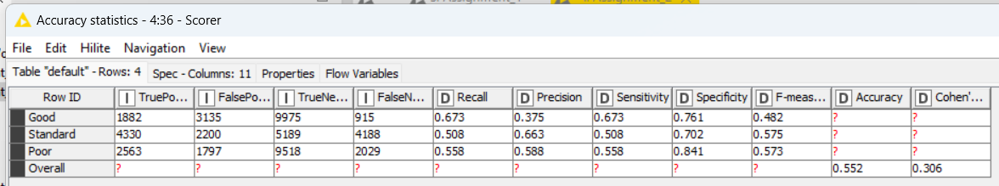 Accuracy statistics - 4:36 - Scorer
File Edit Hilite Navigation View
Table "default" - Rows: 4 Spec - Columns: 11 Properties Flow Variables
Row ID I TruePo... I FalsePo... I TrueNe... I FalseN... D Recall D Precision D Sensitivity D Specificity D F-meas... D Accuracy D Cohen'...
Good 1882 3135 9975 915 0.673 0.375 0.673 0.761 0.482 ? ?
Standard 4330 2200 5189 4188 0.508 0.663 0.508 0.702 0.575 ? ?
Poor 2563 1797 9518 2029 0.558 0.588 0.558 0.841 0.573 ? ?
Overall ? ? ? ? ? ? ? ? ? 0.552 0.306